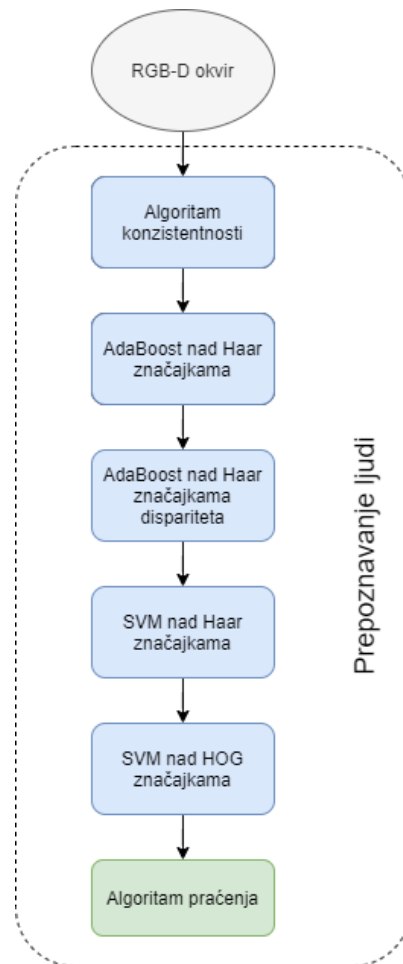 RGB-D okvir
Algoritam
konzistentnosti
AdaBoost nad Haar
značajkama
AdaBoost nad Haar
značajkama
dispariteta
SVM nad Haar
značajkama
SVM nad HOG
značajkama
Algoritam praćenja
Prepoznavanje ljudi